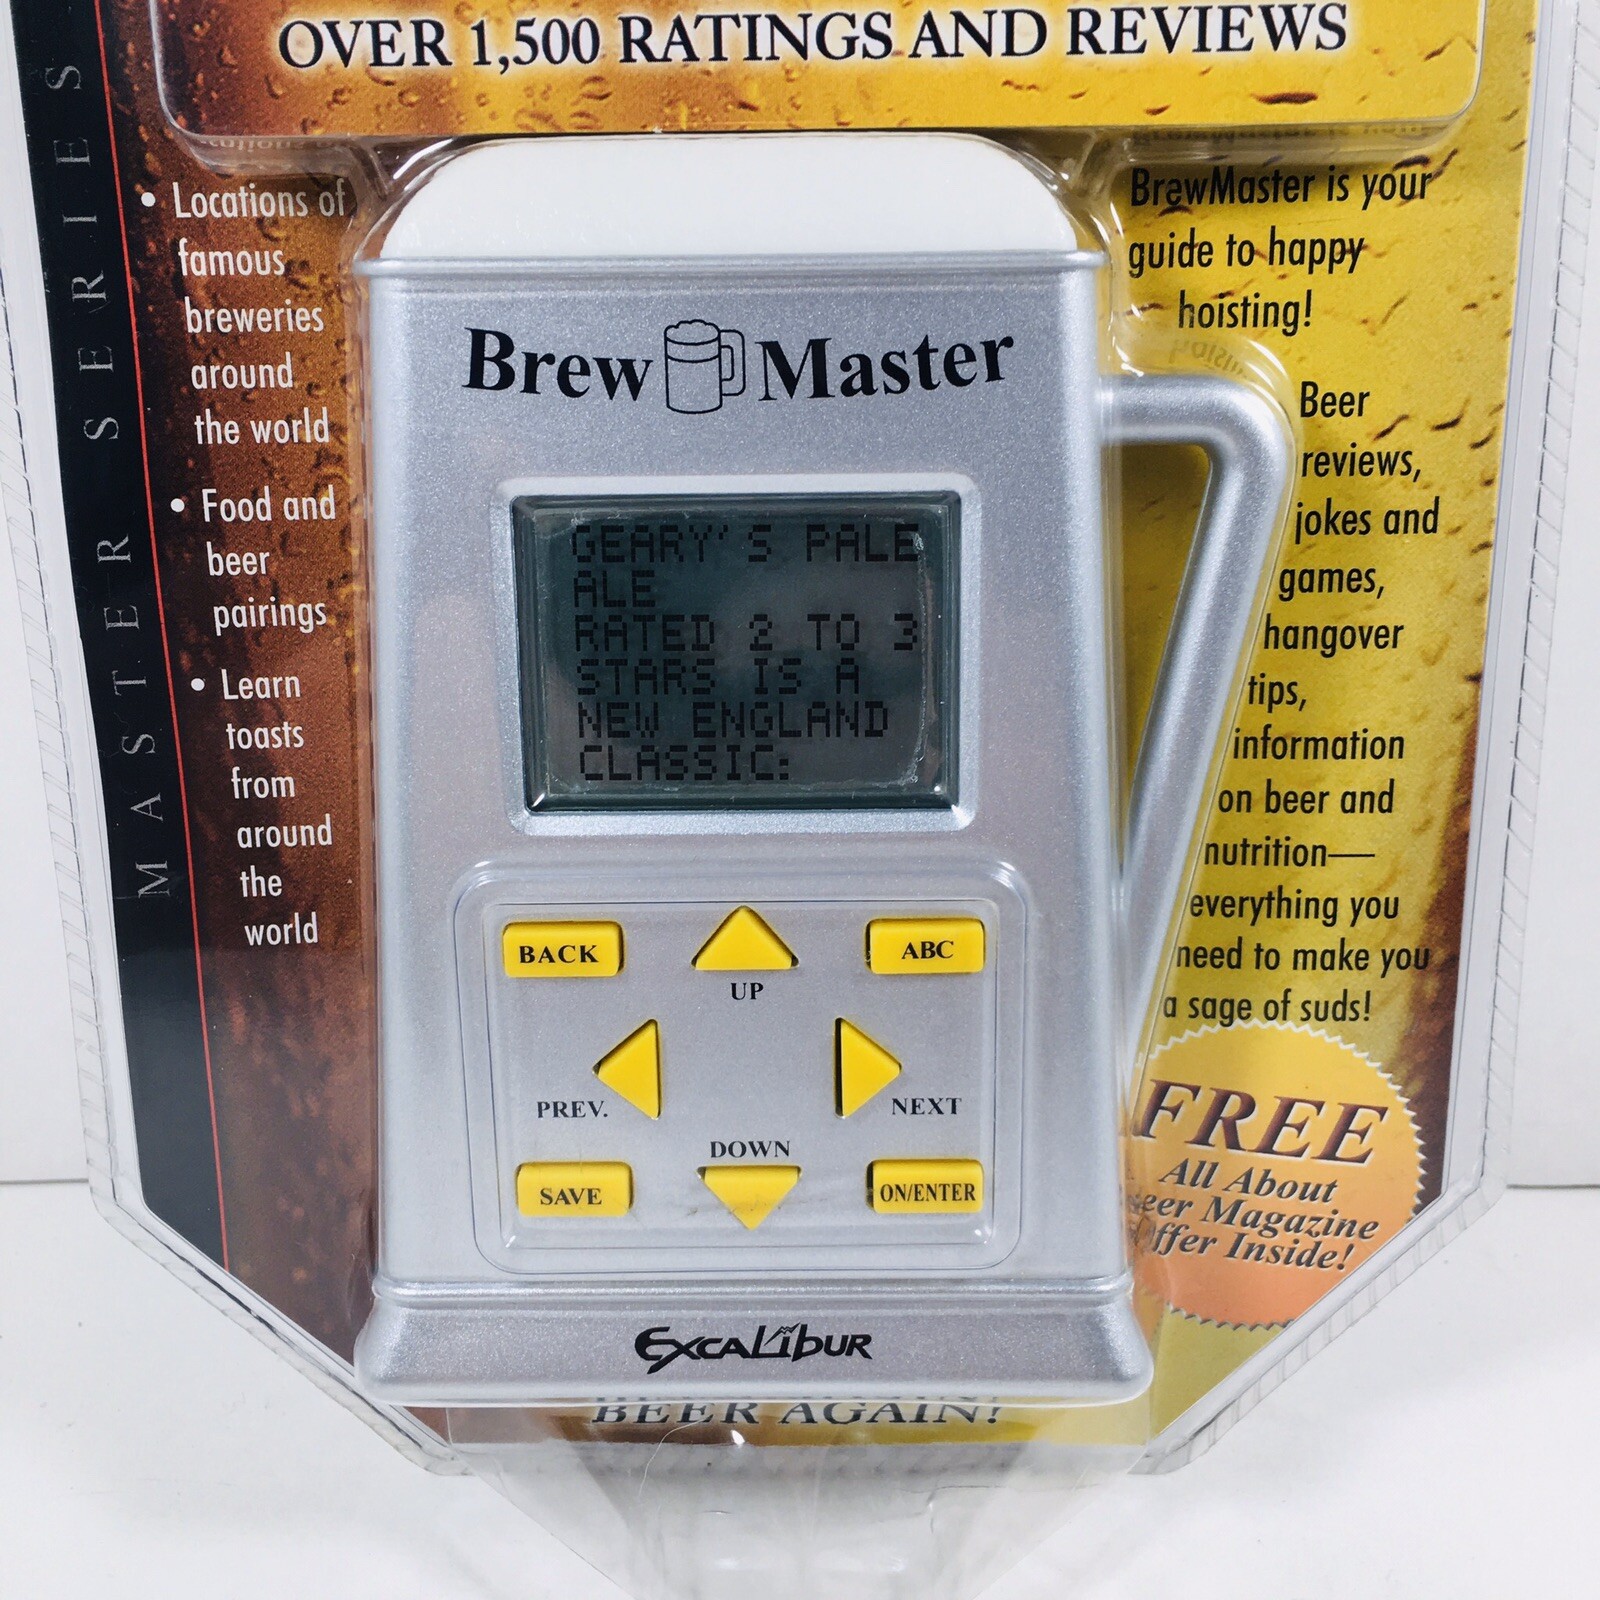 OVER 1,500 RATINGS AND REVIEWS
MASTER SERIES
• Locations of
famous
breweries
around
the world
• Food and
beer
pairings
• Learn
toasts
from
around
the
world
Brew Master
GEARY'S PALE
ALE
RATED 2 TO 3
STARS IS A
NEW ENGLAND
CLASSIC:
BACK
UP
ABC
PREV.
NEXT
DOWN
SAVE
ON/ENTER
EXCALIBUR
BrewMaster is your
guide to happy
hoisting!
Beer
reviews,
jokes and
games,
hangover
tips,
information
on beer and
nutrition—
everything you
need to make you
a sage of suds!
FREE
All About
eer Magazine
ffer Inside!
BEER AGAIN!